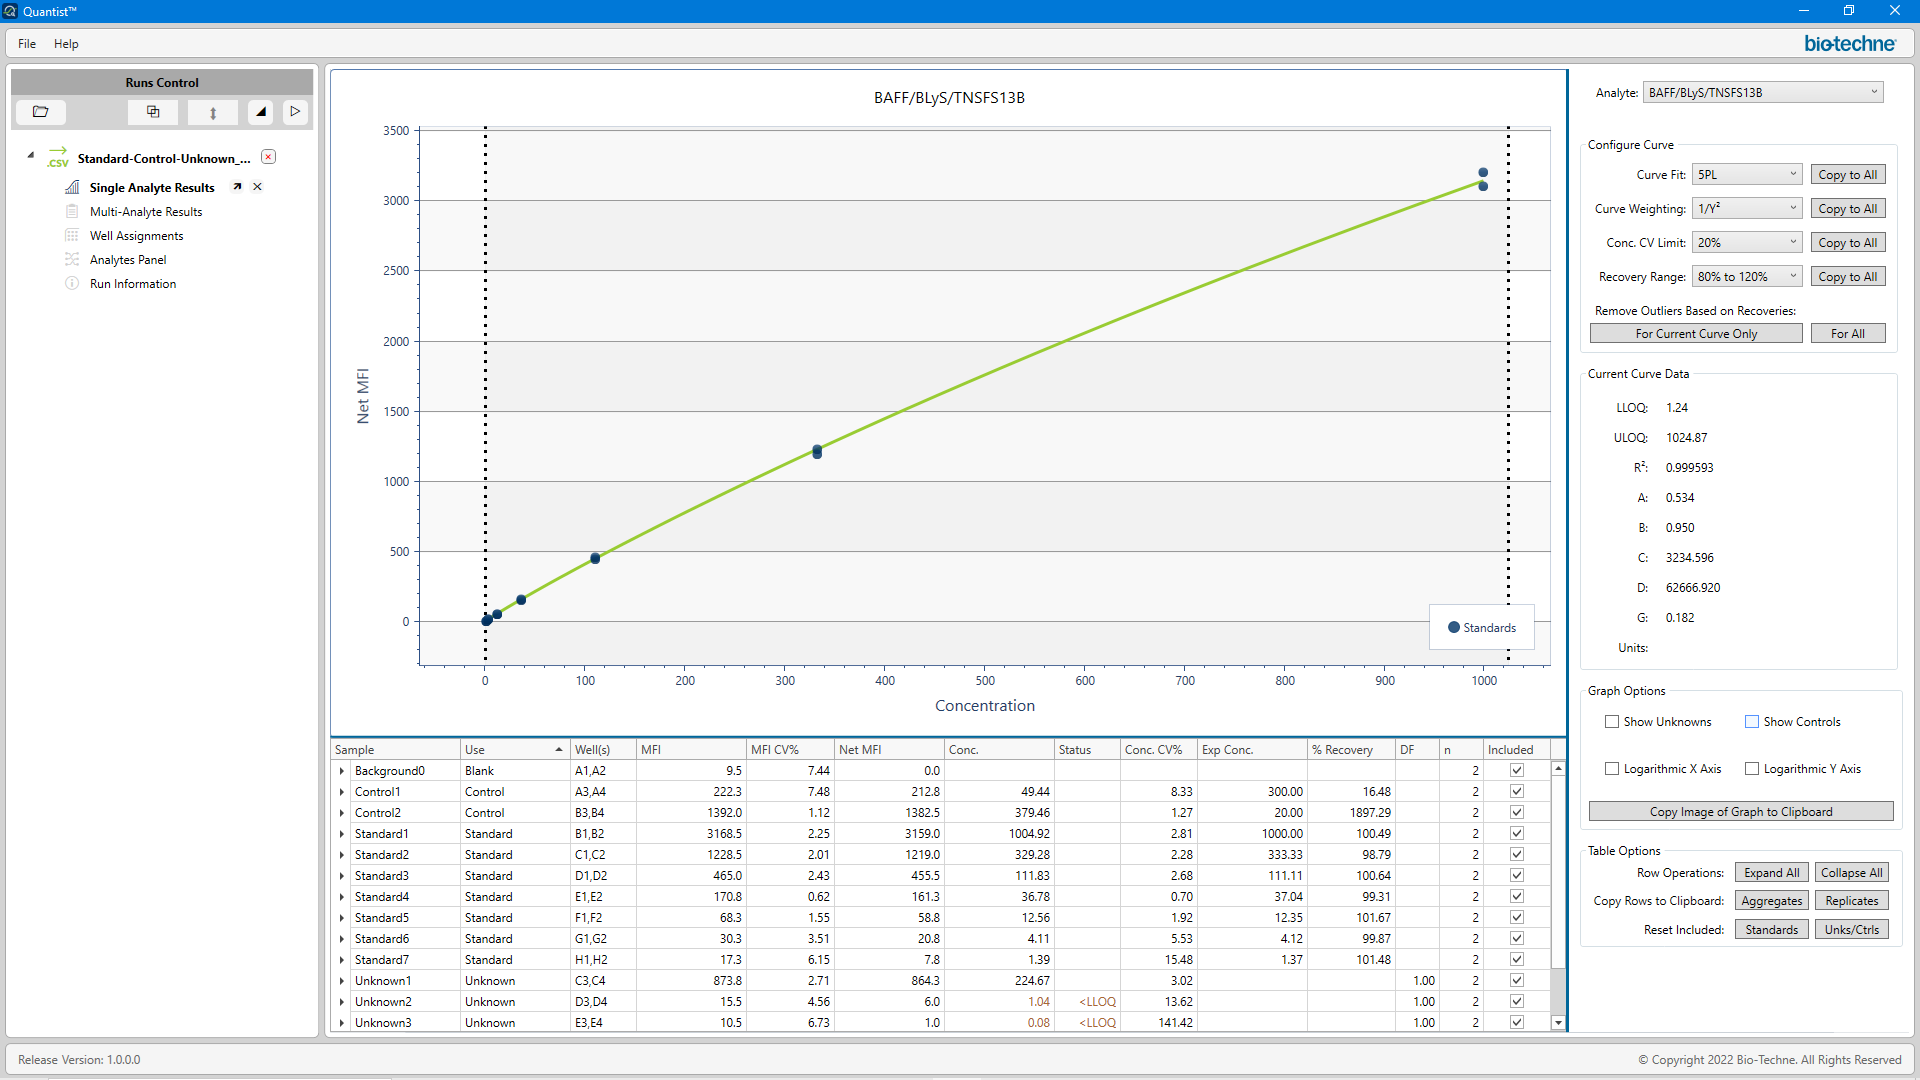 Quantist™
File Help
bio-techne
Runs Control
.csv Standard-Control-Unknown_...
Single Analyte Results
Multi-Analyte Results
Well Assignments
Analytes Panel
Run Information
BAFF/BLyS/TNSFS13B
3500
3000
2500
2000
1500
1000
500
0
Net MFI
Standards
0 100 200 300 400 500 600 700 800 900 1000
Concentration
Sample Use Well(s) MFI MFI CV% Net MFI Conc. Status Conc. CV% Exp Conc. % Recovery DF n Included
Background0 Blank A1,A2 9.5 7.44 0.0 2
Control1 Control A3,A4 222.3 7.48 212.8 49.44 8.33 300.00 16.48 2
Control2 Control B3,B4 1392.0 1.12 1382.5 379.46 1.27 20.00 1897.29 2
Standard1 Standard B1,B2 3168.5 2.25 3159.0 1004.92 2.81 1000.00 100.49 2
Standard2 Standard C1,C2 1228.5 2.01 1219.0 329.28 2.28 333.33 98.79 2
Standard3 Standard D1,D2 465.0 2.43 455.5 111.83 2.68 111.11 100.64 2
Standard4 Standard E1,E2 170.8 0.62 161.3 36.78 0.70 37.04 99.31 2
Standard5 Standard F1,F2 68.3 1.55 58.8 12.56 1.92 12.35 101.67 2
Standard6 Standard G1,G2 30.3 3.51 20.8 4.11 5.53 4.12 99.87 2
Standard7 Standard H1,H2 17.3 6.15 7.8 1.39 15.48 1.37 101.48 2
Unknown1 Unknown C3,C4 873.8 2.71 864.3 224.67 3.02 1.00 2
Unknown2 Unknown D3,D4 15.5 4.56 6.0 1.04 <LLOQ 13.62 1.00 2
Unknown3 Unknown E3,E4 10.5 6.73 1.0 0.08 <LLOQ 141.42 1.00 2
Analyte: BAFF/BLyS/TNSFS13B
Configure Curve
Curve Fit: 5PL Copy to All
Curve Weighting: 1/Y² Copy to All
Conc. CV Limit: 20% Copy to All
Recovery Range: 80% to 120% Copy to All
Remove Outliers Based on Recoveries:
For Current Curve Only For All
Current Curve Data
LLOQ: 1.24
ULOQ: 1024.87
R²: 0.999593
A: 0.534
B: 0.950
C: 3234.596
D: 62666.920
G: 0.182
Units:
Graph Options
Show Unknowns Show Controls
Logarithmic X Axis Logarithmic Y Axis
Copy Image of Graph to Clipboard
Table Options
Row Operations: Expand All Collapse All
Copy Rows to Clipboard: Aggregates Replicates
Reset Included: Standards Unks/Ctrls
Release Version: 1.0.0.0
© Copyright 2022 Bio-Techne. All Rights Reserved